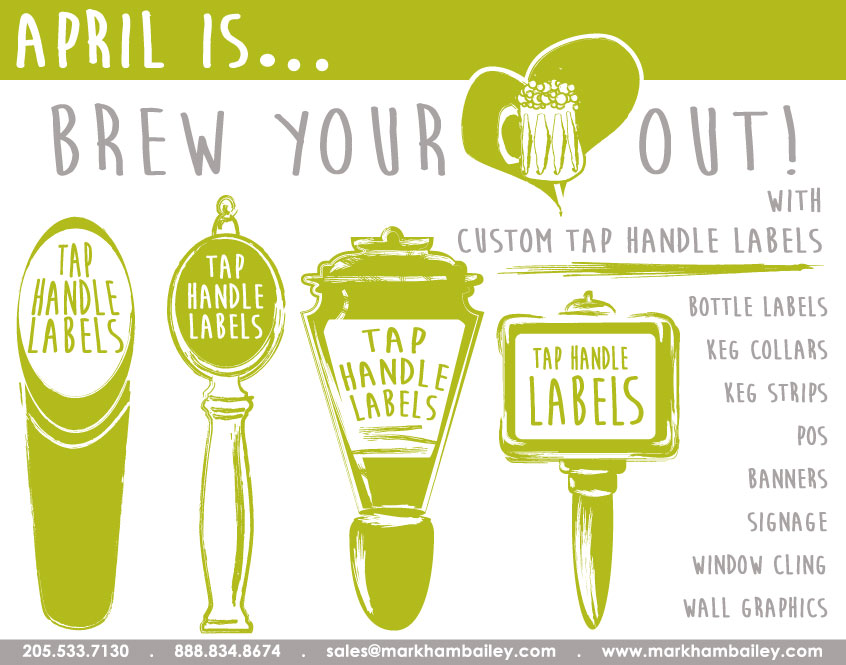 APRIL IS...
BREW YOUR OUT!
WITH
CUSTOM TAP HANDLE LABELS
TAP
HANDLE
LABELS
TAP
HANDLE
LABELS
TAP
HANDLE
LABELS
TAP HANDLE
LABELS
BOTTLE LABELS
KEG COLLARS
KEG STRIPS
POS
BANNERS
SIGNAGE
WINDOW CLING
WALL GRAPHICS
205.533.7130 . 888.834.8674 . sales@markhambailey.com . www.markhambailey.com